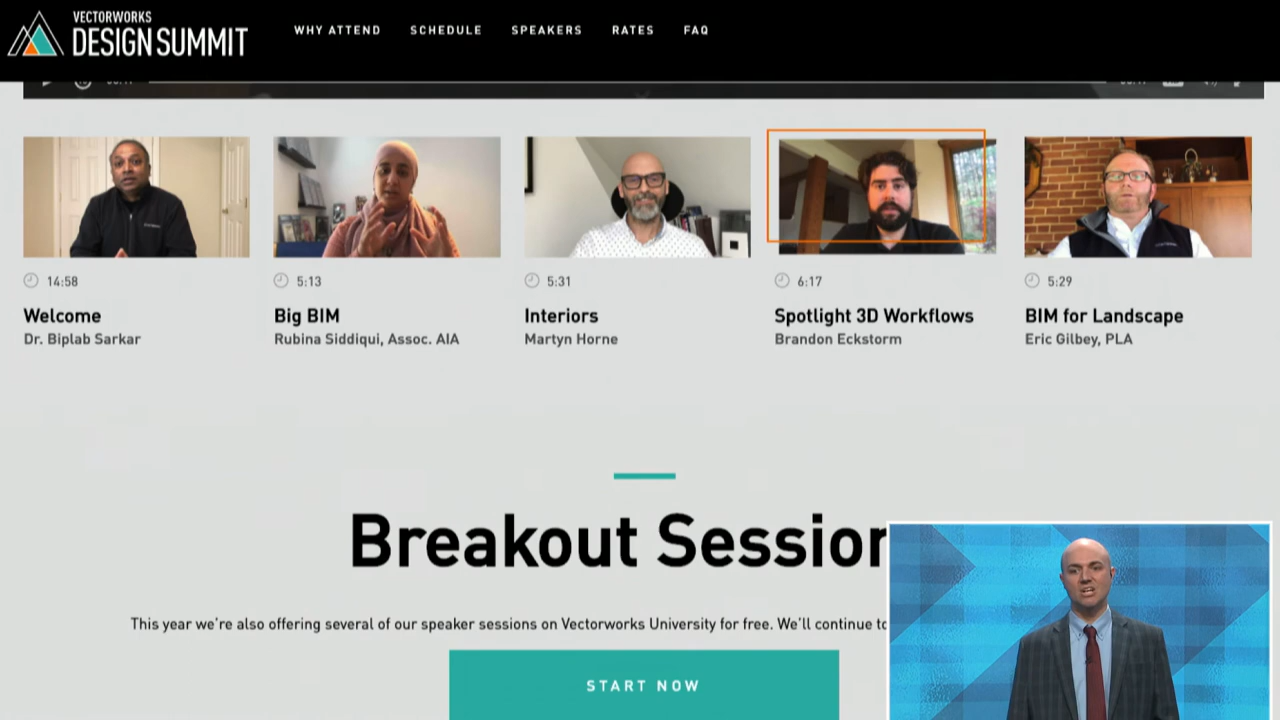 VECTORWORKS
DESIGN SUMMIT
WHY ATTEND SCHEDULE SPEAKERS RATES FAQ
14:58
Welcome
Dr. Biplab Sarkar
5:13
Big BIM
Rubina Siddiqui, Assoc. AIA
5:31
Interiors
Martyn Horne
6:17
Spotlight 3D Workflows
Brandon Eckstorm
5:29
BIM for Landscape
Eric Gilbey, PLA
Breakout Session
This year we're also offering several of our speaker sessions on Vectorworks University for free. We'll continue to
START NOW